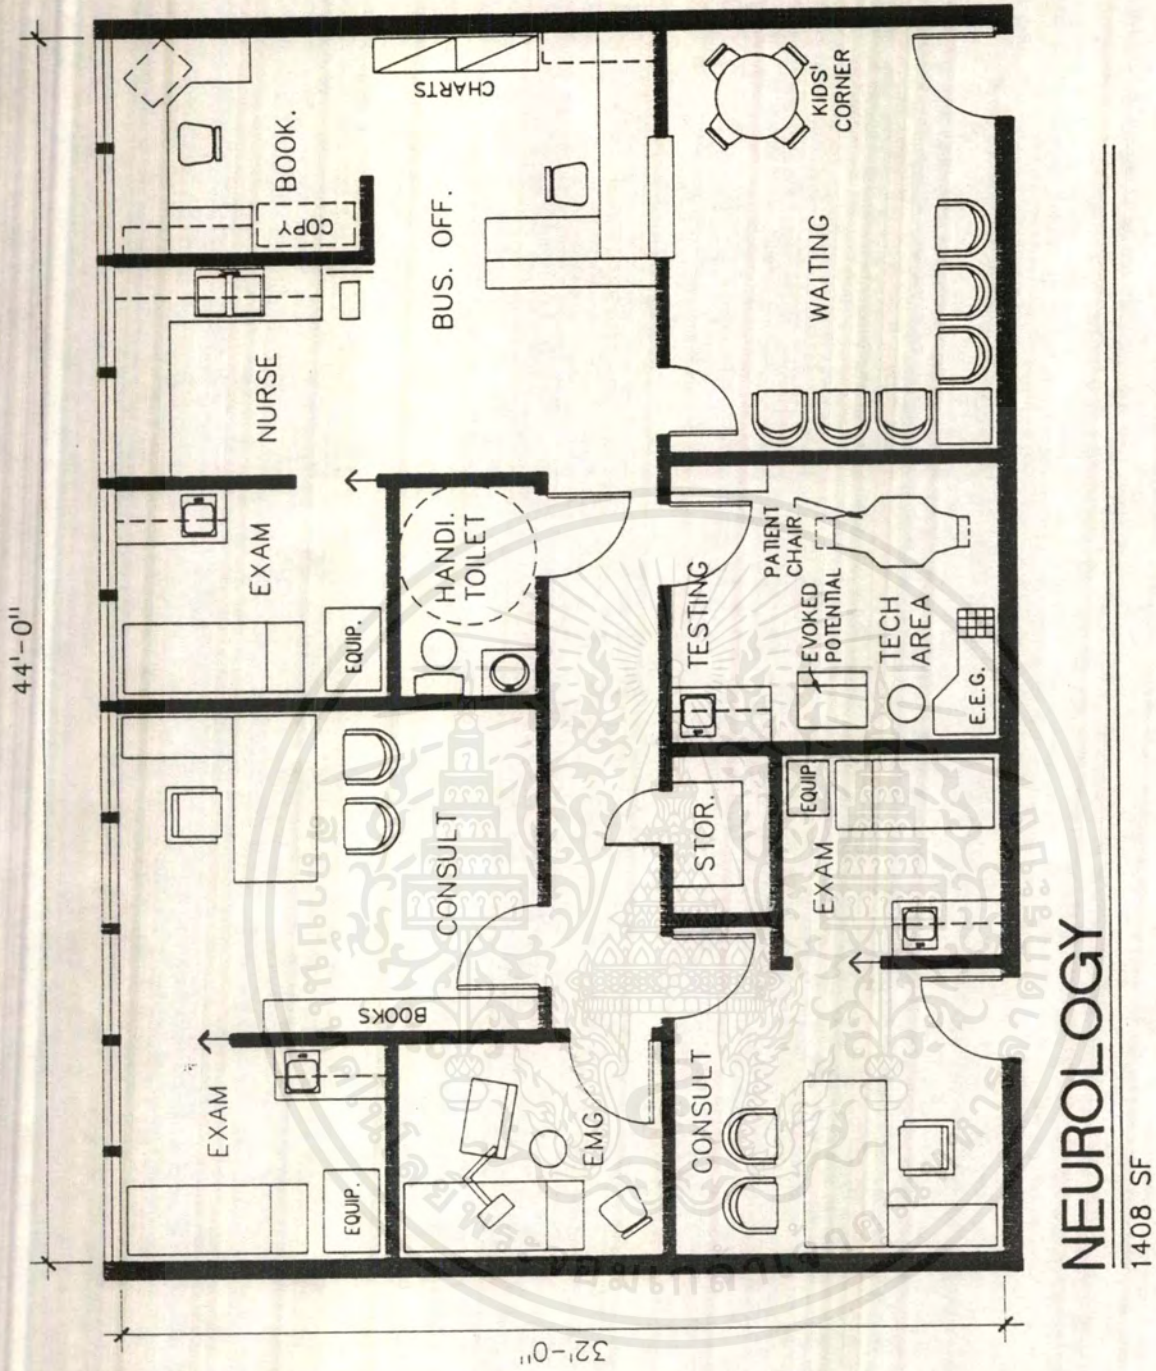 44'-0"
32'-0"
EXAM
EQUIP.
BOOKS
CONSULT
EXAM
EQUIP.
NURSE
COPY
BOOK.
CHARTS
HANDI.
TOILET
BUS. OFF.
EMG
CONSULT
STOR.
EXAM
EQUIP
TESTING
EVOKED
POTENTIAL
PATIENT
CHAIR
TECH
AREA
E.E.G.
WAITING
KIDS'
CORNER
NEUROLOGY
1408 SF